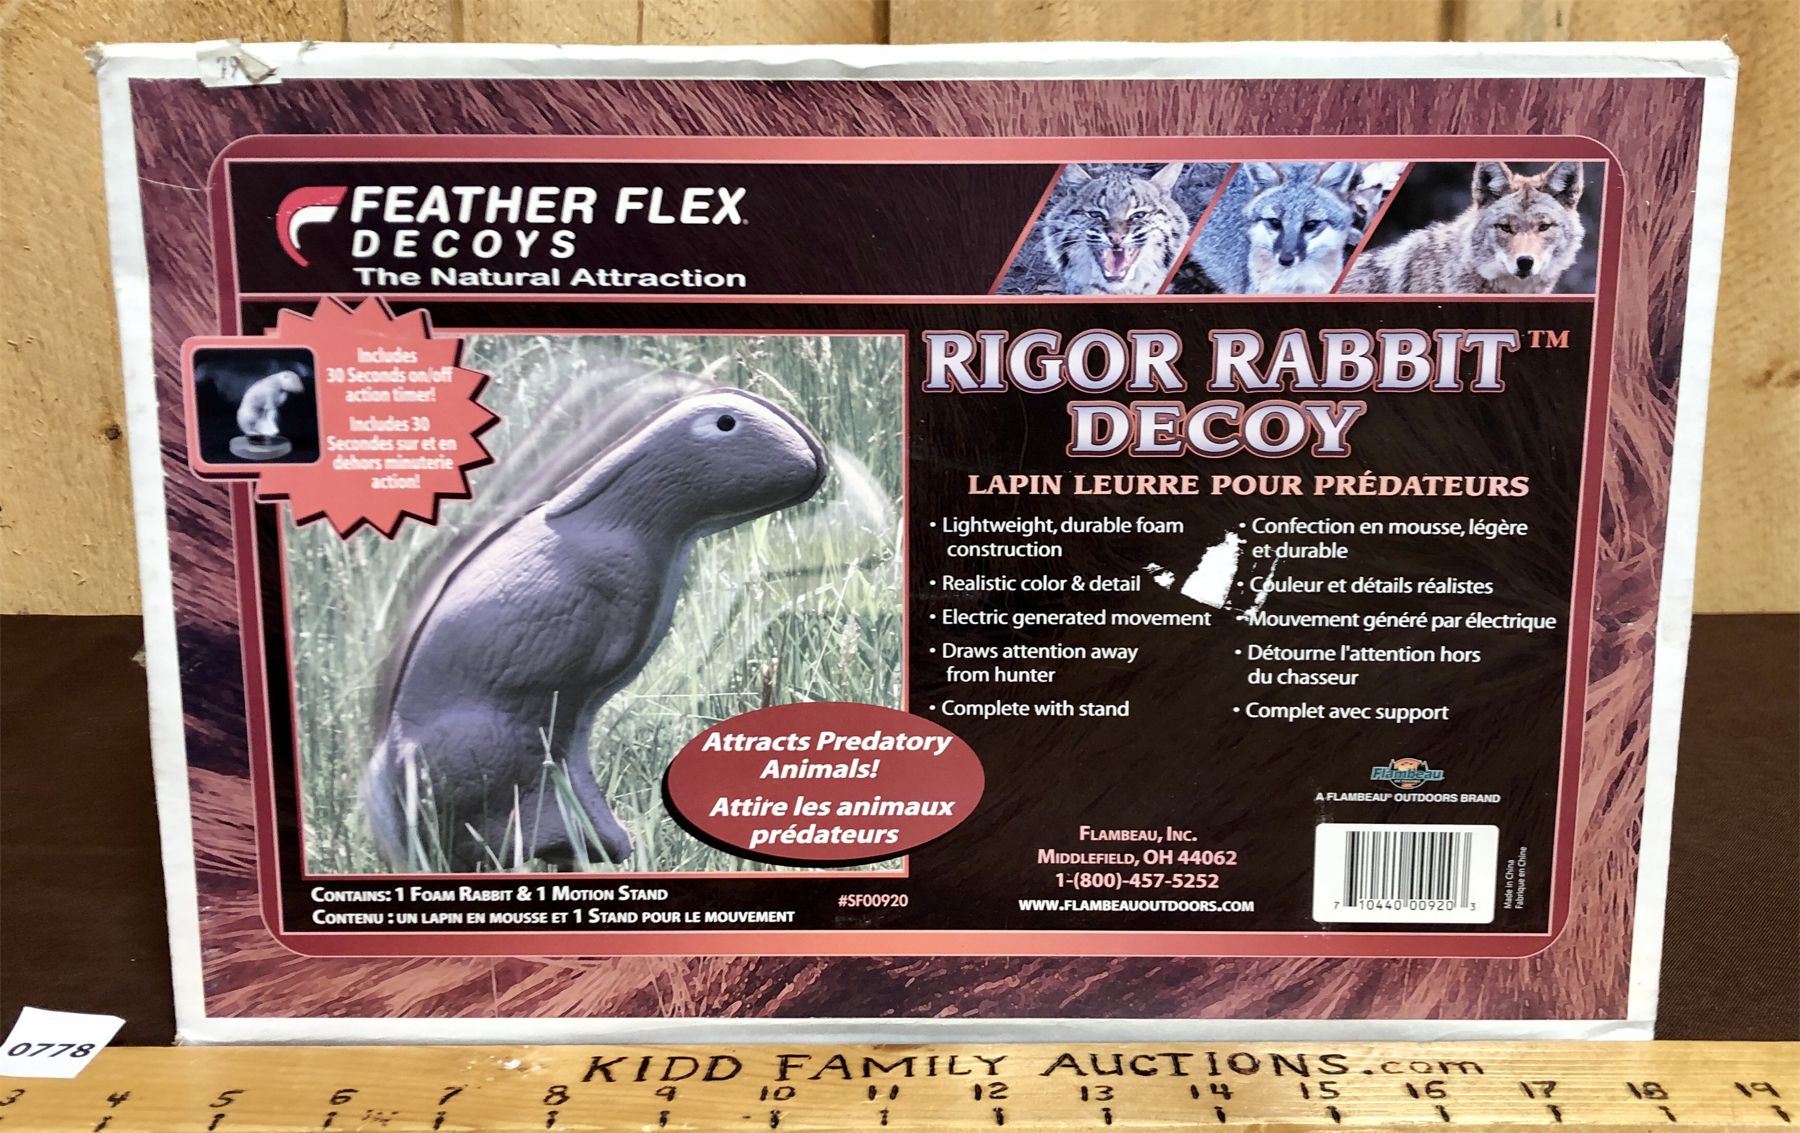 79
FEATHER FLEX
DECOYS
The Natural Attraction
Includes
30 Seconds on/off
action timer!
Includes 30
Secondes sur et en
dehors minuterie
action!
RIGOR RABBIT™
DECOY
LAPIN LEURRE POUR PRÉDATEURS
• Lightweight, durable foam
construction
• Realistic color & detail
• Electric generated movement
• Draws attention away
from hunter
• Complete with stand
• Confection en mousse, légère
et durable
• Couleur et détails réalistes
• Mouvement généré par électrique
• Détourne l'attention hors
du chasseur
• Complet avec support
Attracts Predatory
Animals!
Attire les animaux
prédateurs
Flambeau
A FLAMBEAU® OUTDOORS BRAND
FLAMBEAU, INC.
MIDDLEFIELD, OH 44062
1-(800)-457-5252
WWW.FLAMBEAUOUTDOORS.COM
7 10440 00920 3
Made in China
Fabrique en Chine
CONTAINS: 1 FOAM RABBIT & 1 MOTION STAND
CONTENU : UN LAPIN EN MOUSSE ET 1 STAND POUR LE MOUVEMENT
#SF00920
0778
KIDD FAMILY AUCTIONS.com
3 4 5 6 7 8 9 10 11 12 13 14 15 16 17 18 19